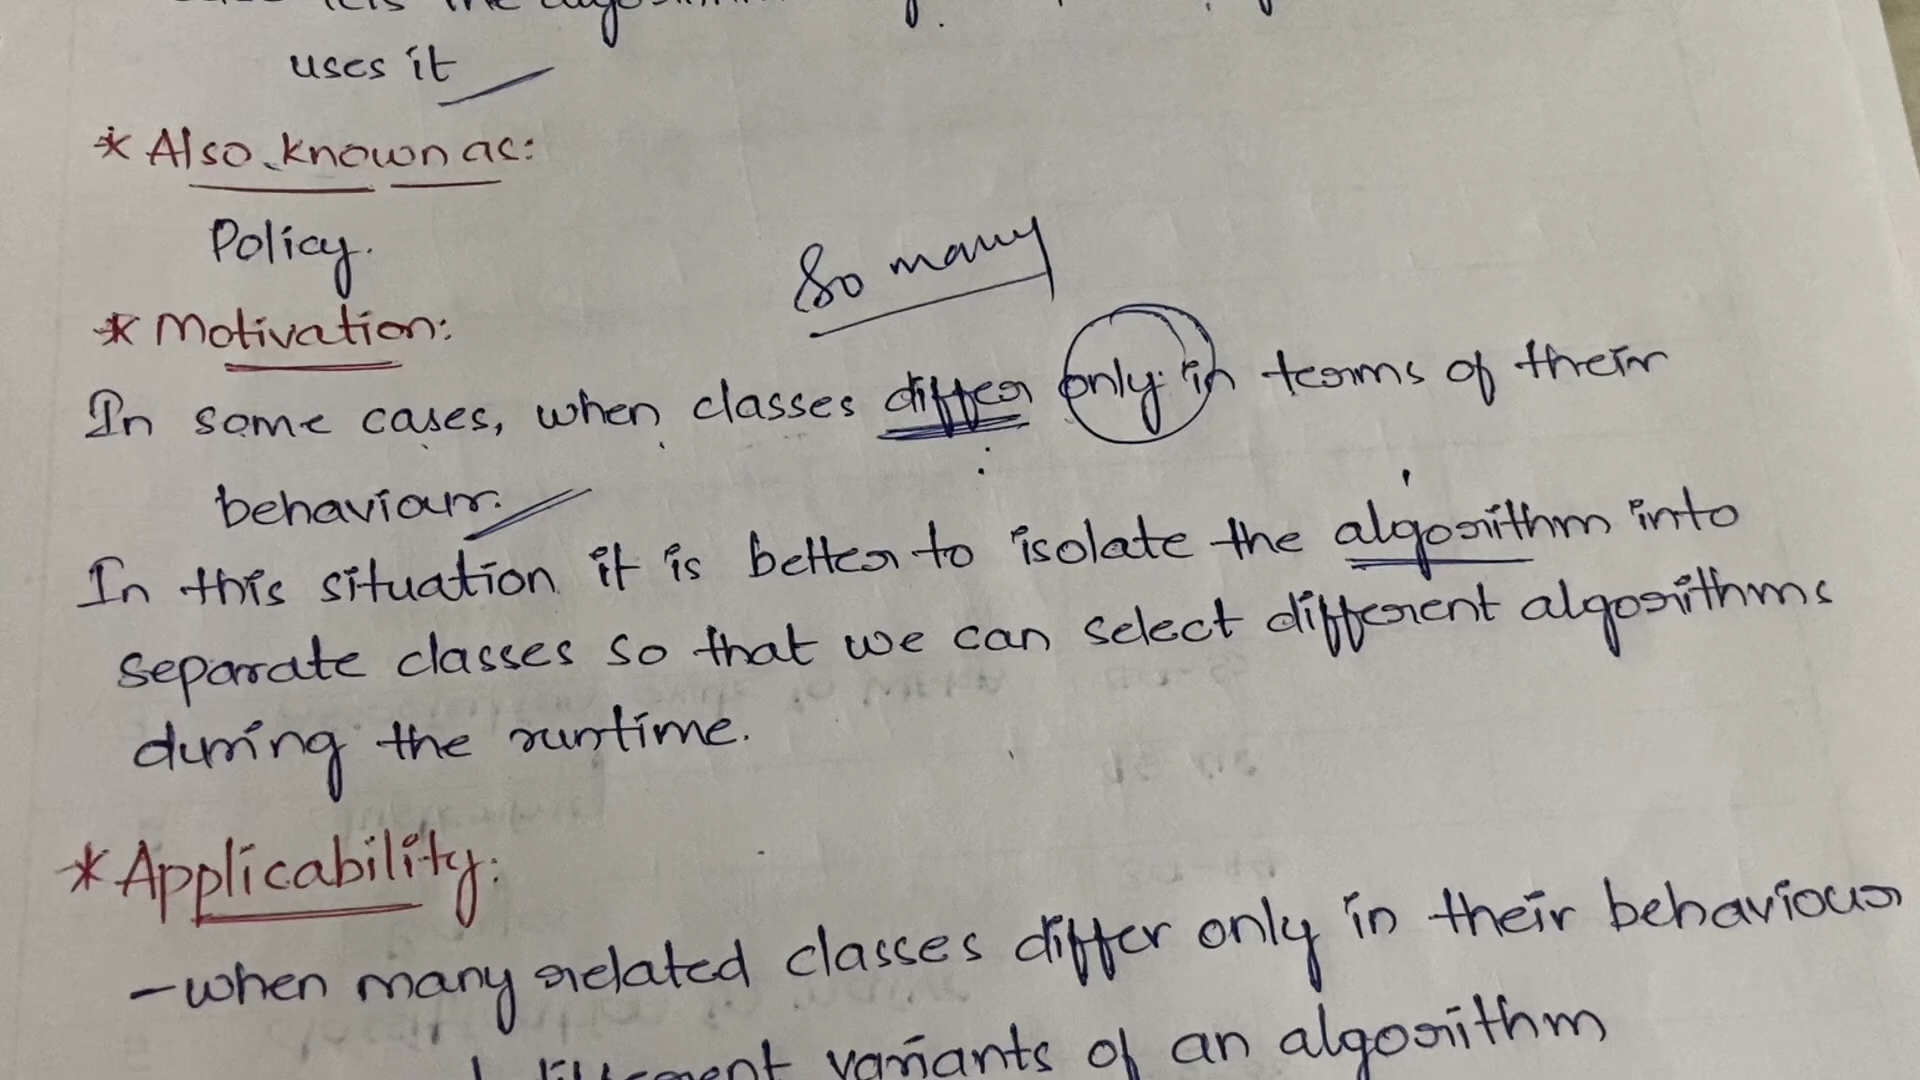 uses it
* Also known as:
Policy.
So many
* Motivation:
In some cases, when classes differ only in terms of their
behaviour.
In this situation it is better to isolate the algorithm into
separate classes so that we can select different algorithms
during the runtime.
* Applicability:
- when many related classes differ only in their behaviour
different variants of an algorithm